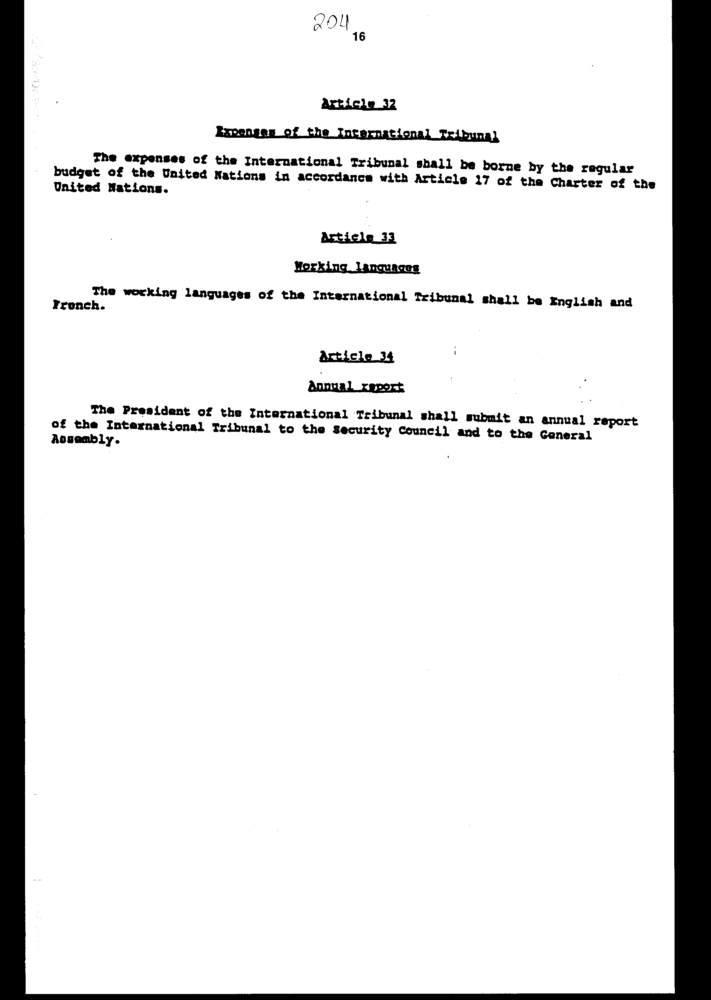 204
16
Article 32
Expenses of the International Tribunal
The expenses of the International Tribunal shall be borne by the regular
budget of the United Nations in accordance with Article 17 of the Charter of the
United Nations.
Article 33
Working languages
The working languages of the International Tribunal shall be English and
French.
Article 34
Annual report
The President of the International Tribunal shall submit an annual report
of the International Tribunal to the Security Council and to the General
Assembly.